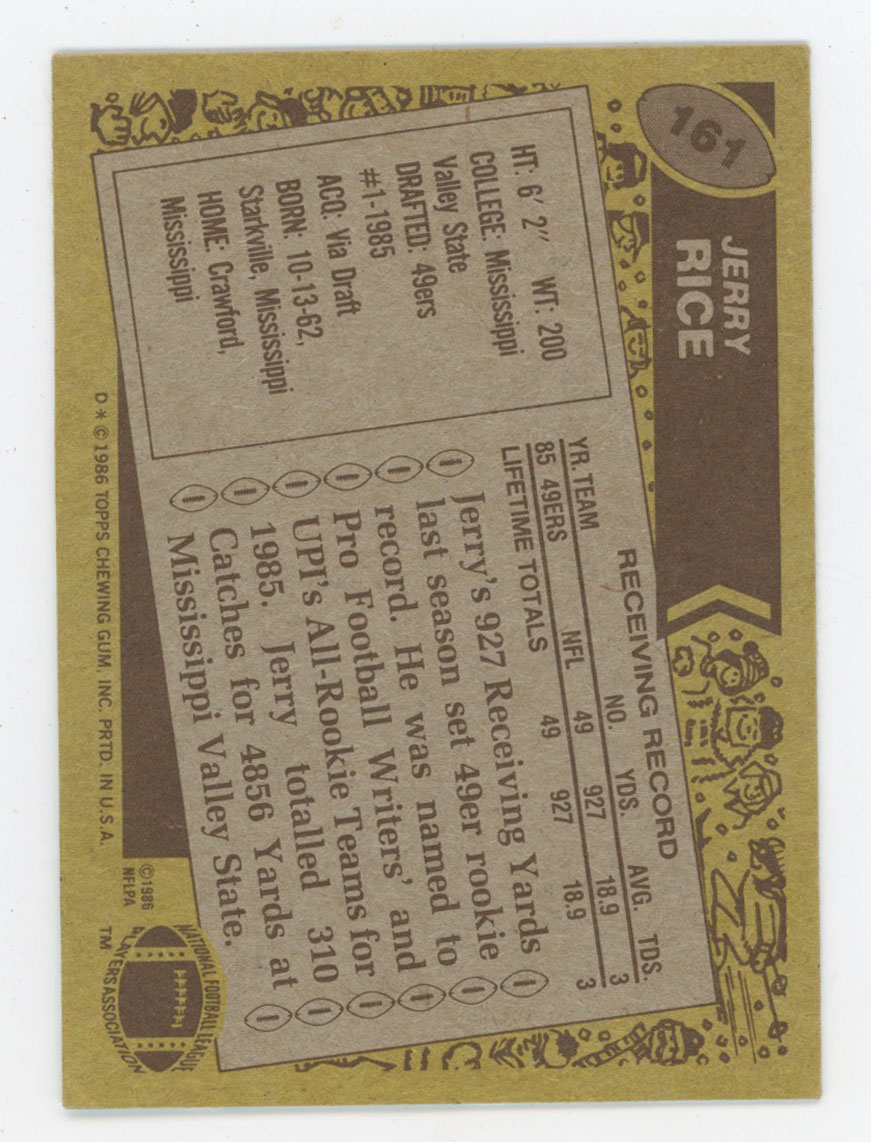 161
JERRY
RICE
HT: 6' 2" WT: 200
COLLEGE: Mississippi
Valley State
DRAFTED: 49ers
#1-1985
ACQ: Via Draft
BORN: 10-13-62,
Starkville, Mississippi
HOME: Crawford,
Mississippi
RECEIVING RECORD
YR. TEAM NFL NO. YDS. AVG. TDS.
85 49ERS 49 927 18.9 3
LIFETIME TOTALS 49 927 18.9 3
Jerry's 927 Receiving Yards
last season set 49er rookie
record. He was named to
Pro Football Writers' and
UPI's All-Rookie Teams for
1985. Jerry totalled 310
Catches for 4856 Yards at
Mississippi Valley State.
D * © 1986 TOPPS CHEWING GUM, INC. PRTD. IN U.S.A.
© 1986
NFLPA
NATIONAL FOOTBALL LEAGUE
PLAYERS ASSOCIATION
TM